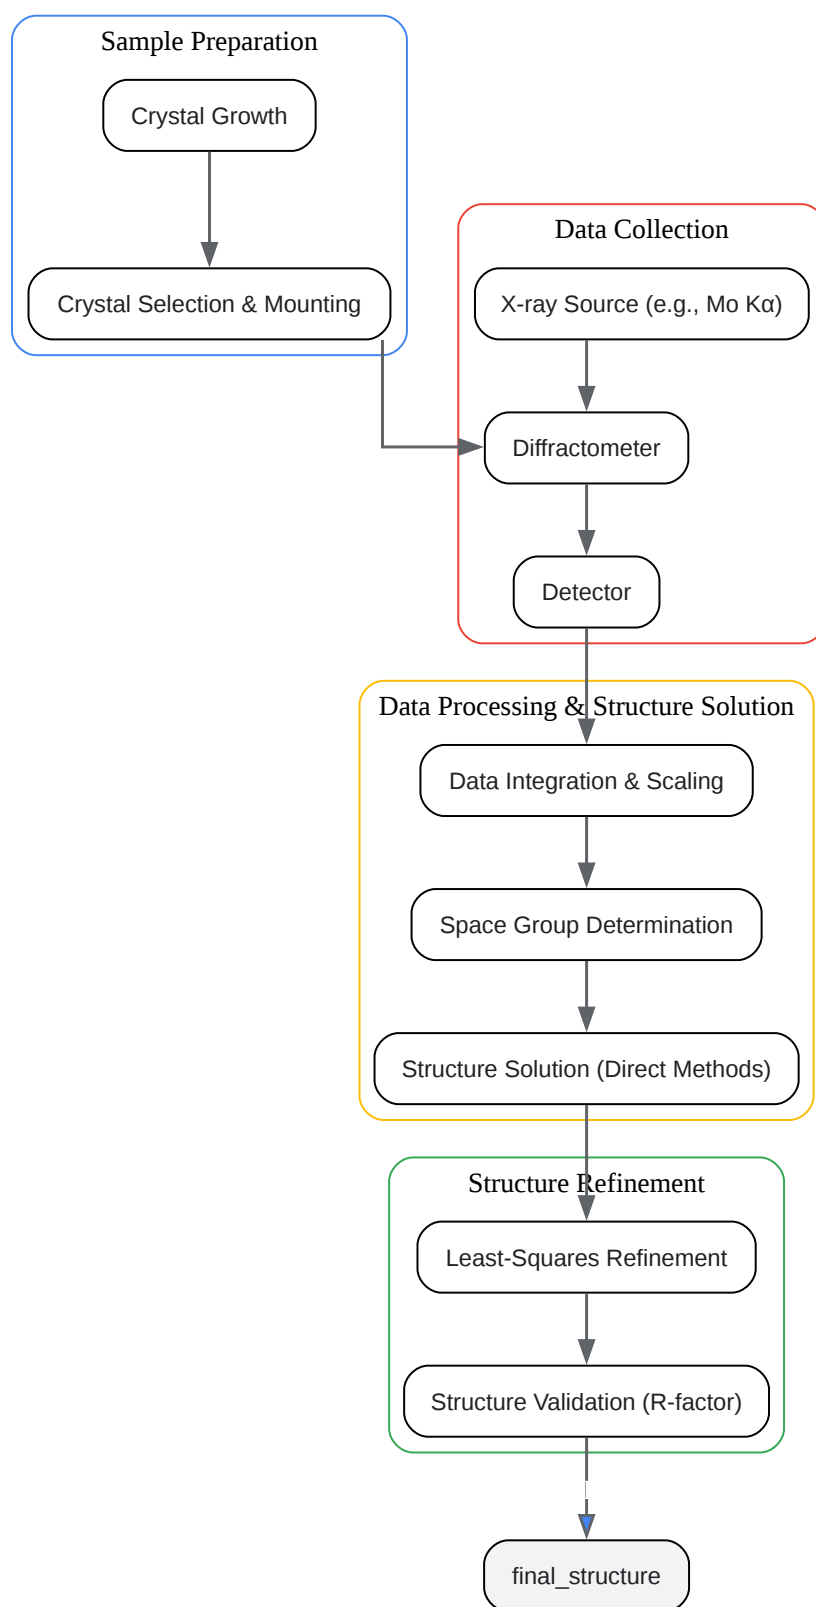 Sample Preparation
Crystal Growth
Crystal Selection & Mounting
Data Collection
X-ray Source (e.g., Mo Kα)
Diffractometer
Detector
Data Processing & Structure Solution
Data Integration & Scaling
Space Group Determination
Structure Solution (Direct Methods)
Structure Refinement
Least-Squares Refinement
Structure Validation (R-factor)
final_structure